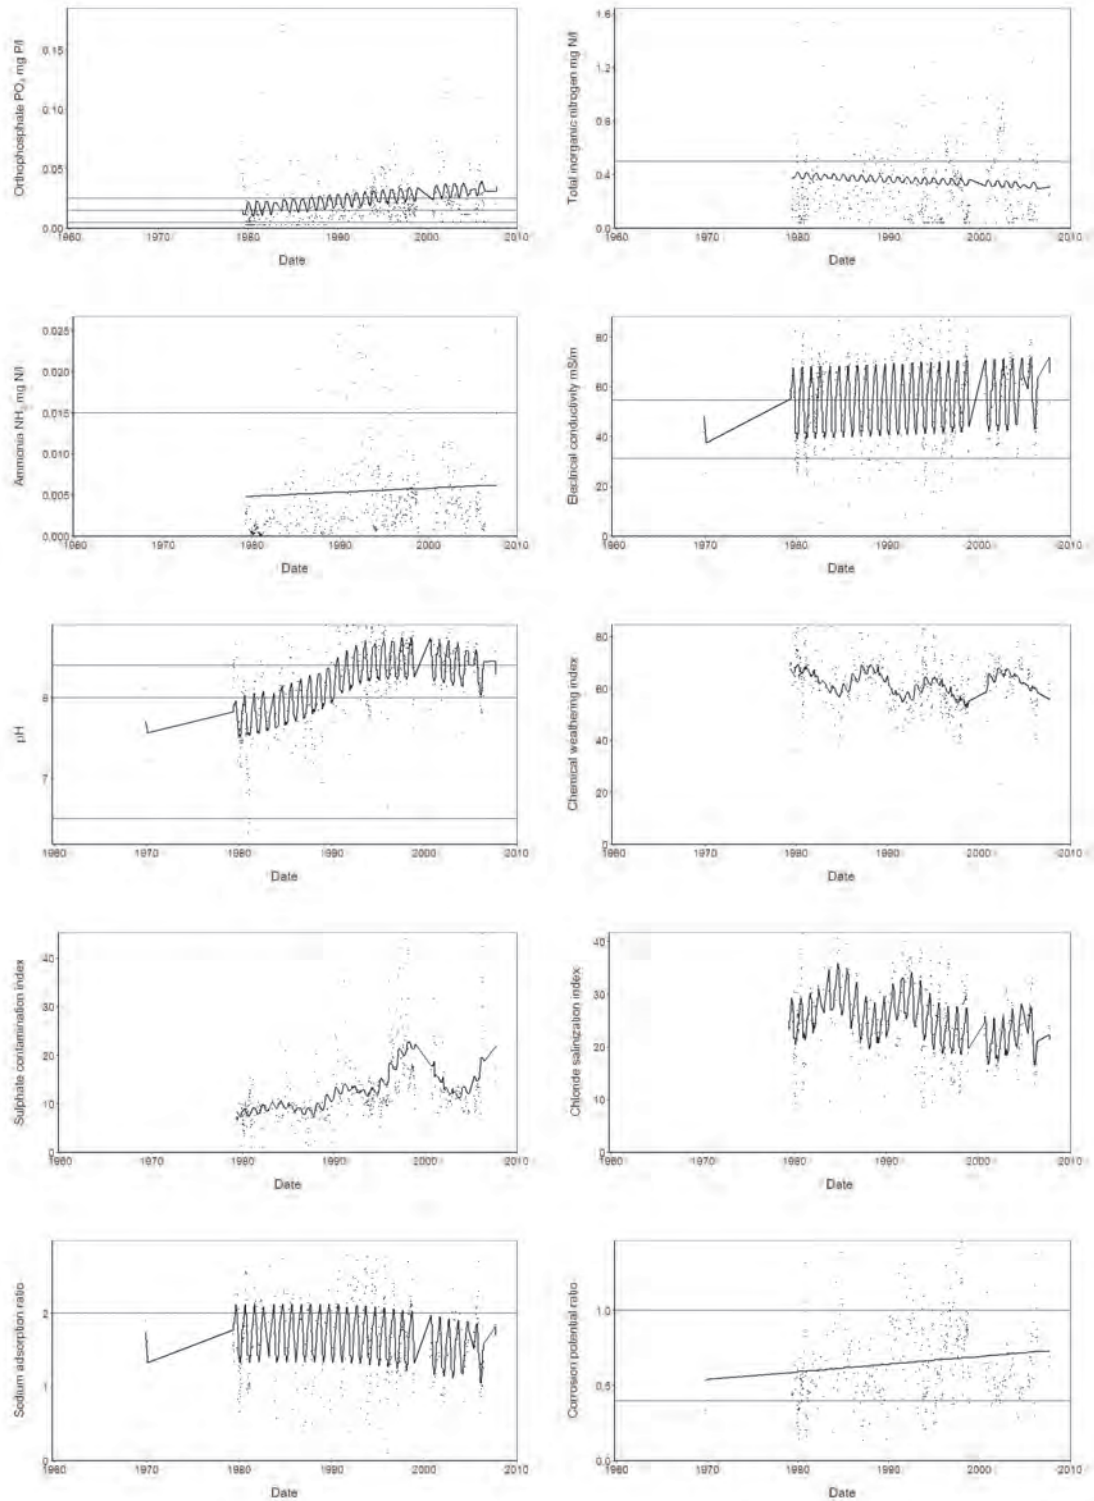 Orthophosphate PO₄ mg P/l
0.15
0.10
0.05
0.00
1960 1970 1980 1990 2000 2010
Date
Total inorganic nitrogen mg N/l
1.6
1.2
0.8
0.4
0.0
1960 1970 1980 1990 2000 2010
Date
Ammonia NH₃ mg N/l
0.025
0.020
0.015
0.010
0.005
0.000
1960 1970 1980 1990 2000 2010
Date
Electrical conductivity mS/m
80
60
40
20
0
1960 1970 1980 1990 2000 2010
Date
pH
8
7
1960 1970 1980 1990 2000 2010
Date
Chemical weathering index
80
60
40
20
0
1960 1970 1980 1990 2000 2010
Date
Sulphate contamination index
40
30
20
10
0
1960 1970 1980 1990 2000 2010
Date
Chloride salinization index
40
30
20
10
0
1960 1970 1980 1990 2000 2010
Date
Sodium adsorption ratio
2
1
0
1960 1970 1980 1990 2000 2010
Date
Corrosion potential ratio
1.0
0.5
0.0
1960 1970 1980 1990 2000 2010
Date